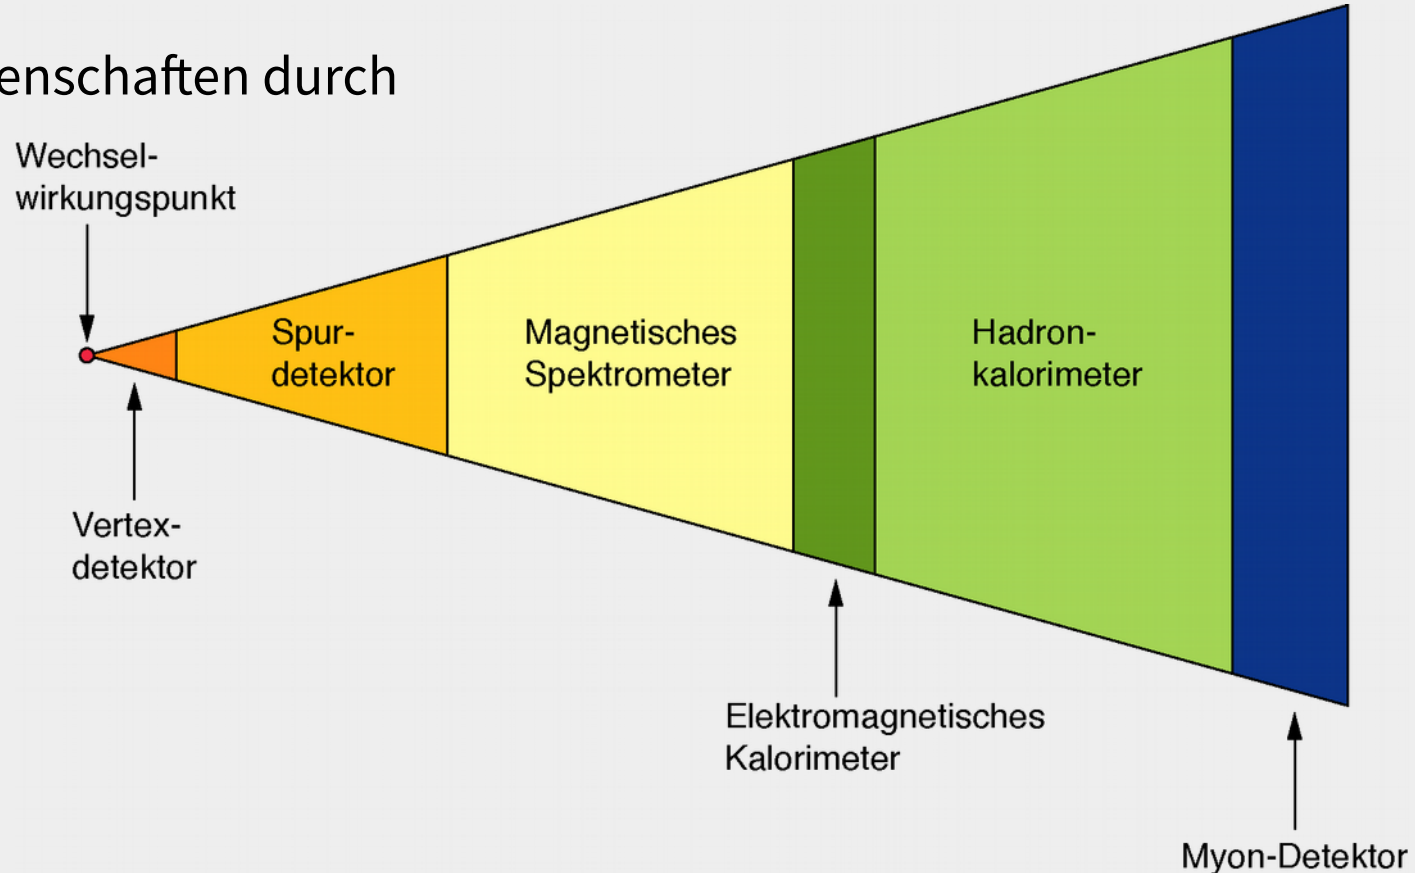 enschaften durch
Wechsel-
wirkungspunkt
Spur-
detektor
Magnetisches
Spektrometer
Hadron-
kalorimeter
Vertex-
detektor
Elektromagnetisches
Kalorimeter
Myon-Detektor